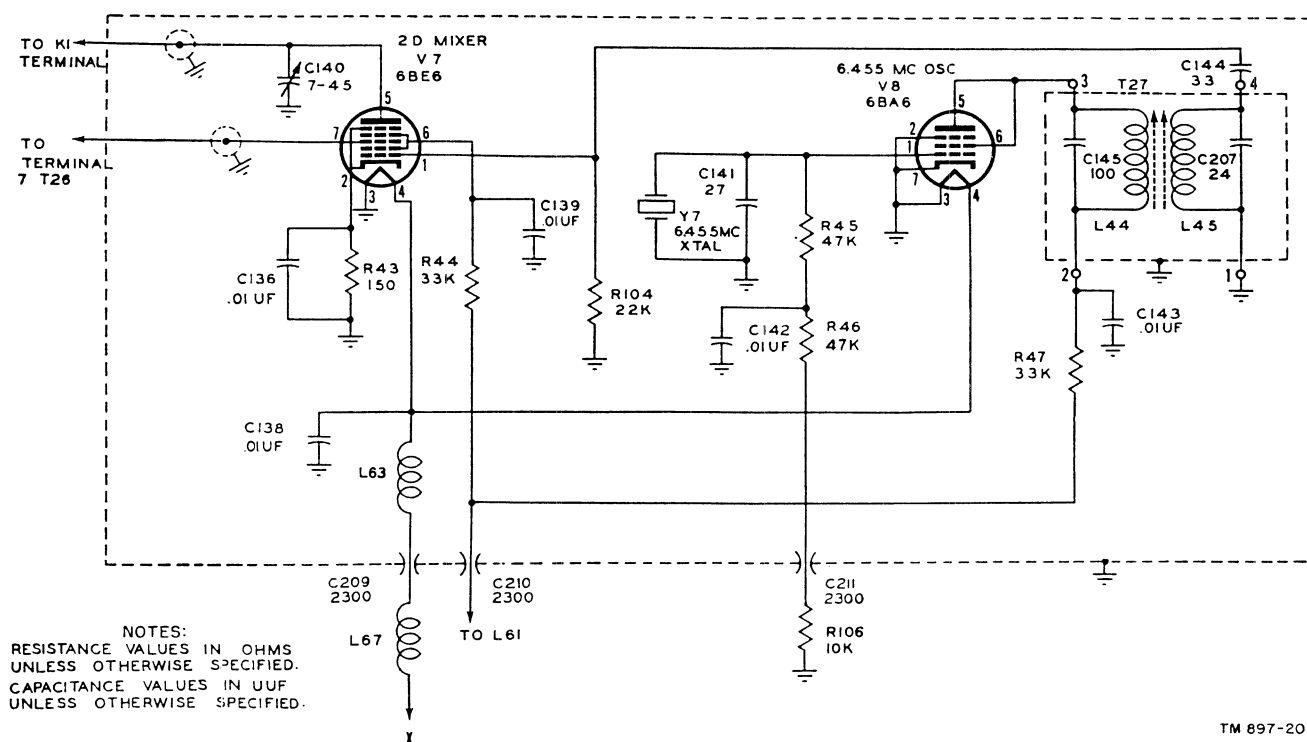 TO K1
TERMINAL
C140
7-45
2D MIXER
V7
6BE6
5
7
6
1
2
3
4
TO
TERMINAL
7 T26
C139
.01UF
C136
.01 UF
R43
150
R44
33K
R104
22K
C138
.01UF
L63
C209
2300
C210
2300
L67
TO L61
X
6.455 MC OSC
V8
6BA6
5
2
1
7
6
3
4
C141
27
Y7
6.455MC
XTAL
R45
47K
C142
.01UF
R46
47K
C211
2300
R106
10K
C144
33
3
T27
4
C145
100
C207
24
L44
L45
2
1
C143
.01UF
R47
33K
NOTES:
RESISTANCE VALUES IN OHMS
UNLESS OTHERWISE SPECIFIED.
CAPACITANCE VALUES IN UUF
UNLESS OTHERWISE SPECIFIED.
TM 897-20